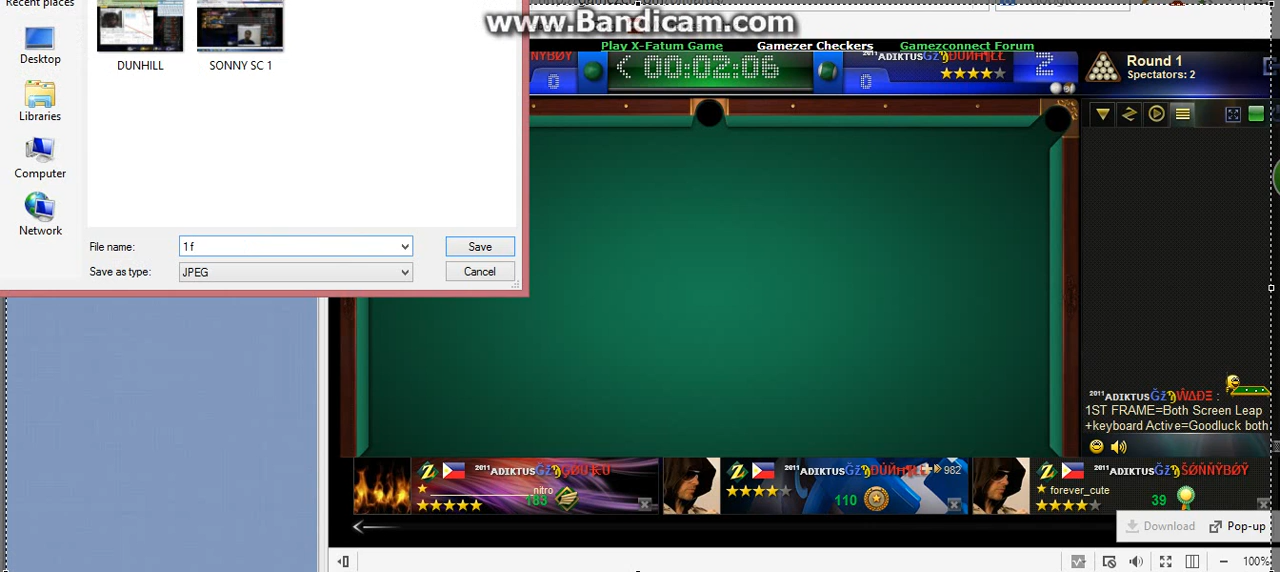 www.Bandicam.com
Recent places
Desktop
Libraries
Computer
Network
DUNHILL
SONNY SC 1
File name:
1f
Save
Save as type:
JPEG
Cancel
Play X-Fatum Game
Gamezer Checkers
Gamezconnect Forum
0
00:02:06
0
2
Round 1
Spectators: 2
1ST FRAME=Both Screen Leap
+keyboard Active=Goodluck both
nitro
982
110
forever_cute
39
Download
Pop-up
100%